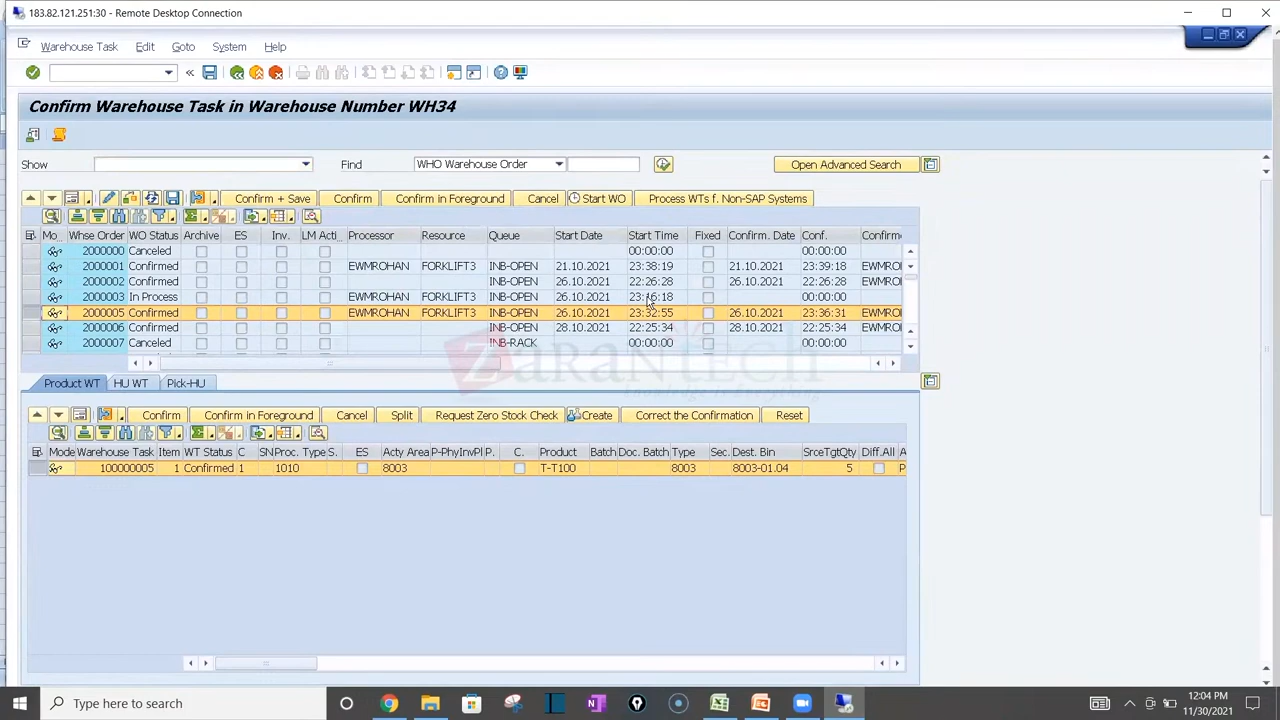 183.82.121.251:30 - Remote Desktop Connection
Warehouse Task Edit Goto System Help
Confirm Warehouse Task in Warehouse Number WH34
Show Find WHO Warehouse Order Open Advanced Search
Confirm + Save Confirm Confirm in Foreground Cancel Start WO Process WTs f. Non-SAP Systems
Mo... Whse Order WO Status Archive ES Inv. LM Acti... Processor Resource Queue Start Date Start Time Fixed Confirm. Date Conf. Confirme
2000000 Canceled 00:00:00 00:00:00
2000001 Confirmed EWMROHAN FORKLIFT3 INB-OPEN 21.10.2021 23:38:19 21.10.2021 23:39:18 EWMRO
2000002 Confirmed INB-OPEN 26.10.2021 22:26:28 26.10.2021 22:26:28 EWMRO
2000003 In Process EWMROHAN FORKLIFT3 INB-OPEN 26.10.2021 23:16:18 00:00:00
2000005 Confirmed EWMROHAN FORKLIFT3 INB-OPEN 26.10.2021 23:32:55 26.10.2021 23:36:31 EWMRO
2000006 Confirmed INB-OPEN 28.10.2021 22:25:34 28.10.2021 22:25:34 EWMRO
2000007 Canceled INB-RACK 00:00:00 00:00:00
ZaranTech
Product WT HU WT Pick-HU
Confirm Confirm in Foreground Cancel Split Request Zero Stock Check Create Correct the Confirmation Reset
Mode Warehouse Task Item WT Status C SN Proc. Type S. ES Acty Area P-PhyInvPl P. C. Product Batch Doc. Batch Type Sec. Dest. Bin SrceTgtQty Diff.All A
100000005 1 Confirmed 1 1010 8003 T-T100 8003 8003-01.04 5 P
Type here to search
12:04 PM
11/30/2021